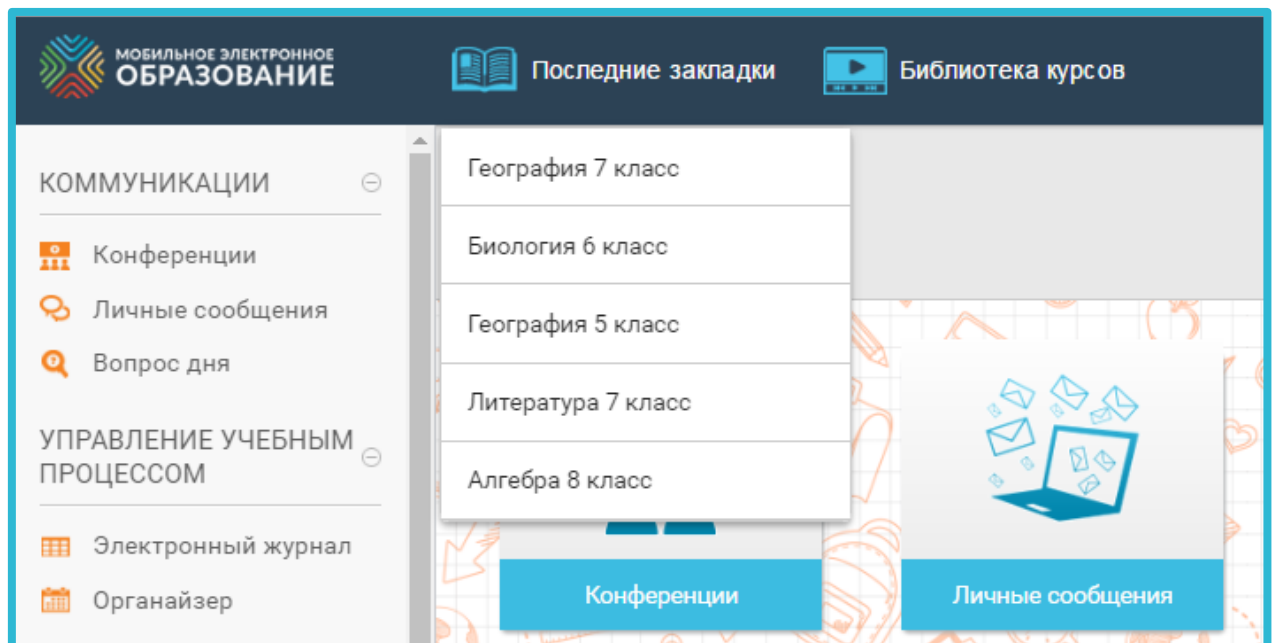 МОБИЛЬНОЕ ЭЛЕКТРОННОЕ
ОБРАЗОВАНИЕ
Последние закладки
Библиотека курсов
КОММУНИКАЦИИ
Конференции
Личные сообщения
Вопрос дня
УПРАВЛЕНИЕ УЧЕБНЫМ
ПРОЦЕССОМ
Электронный журнал
Органайзер
География 7 класс
Биология 6 класс
География 5 класс
Литература 7 класс
Алгебра 8 класс
Конференции
Личные сообщения